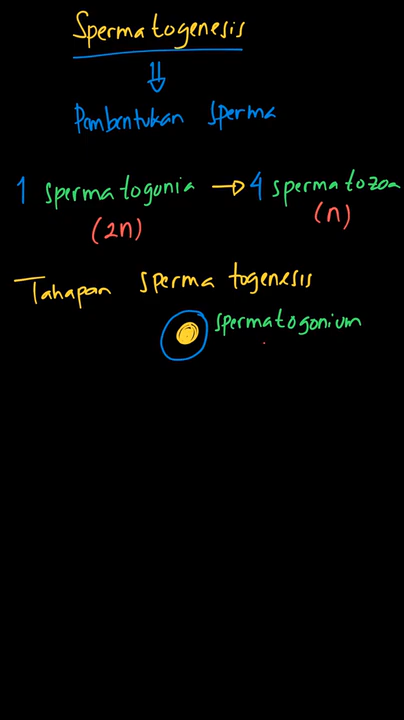 Spermatogenesis
Pembentukan sperma
1 spermatogonia → 4 spermatozoa
(2n) (n)
Tahapan spermatogenesis
spermatogonium